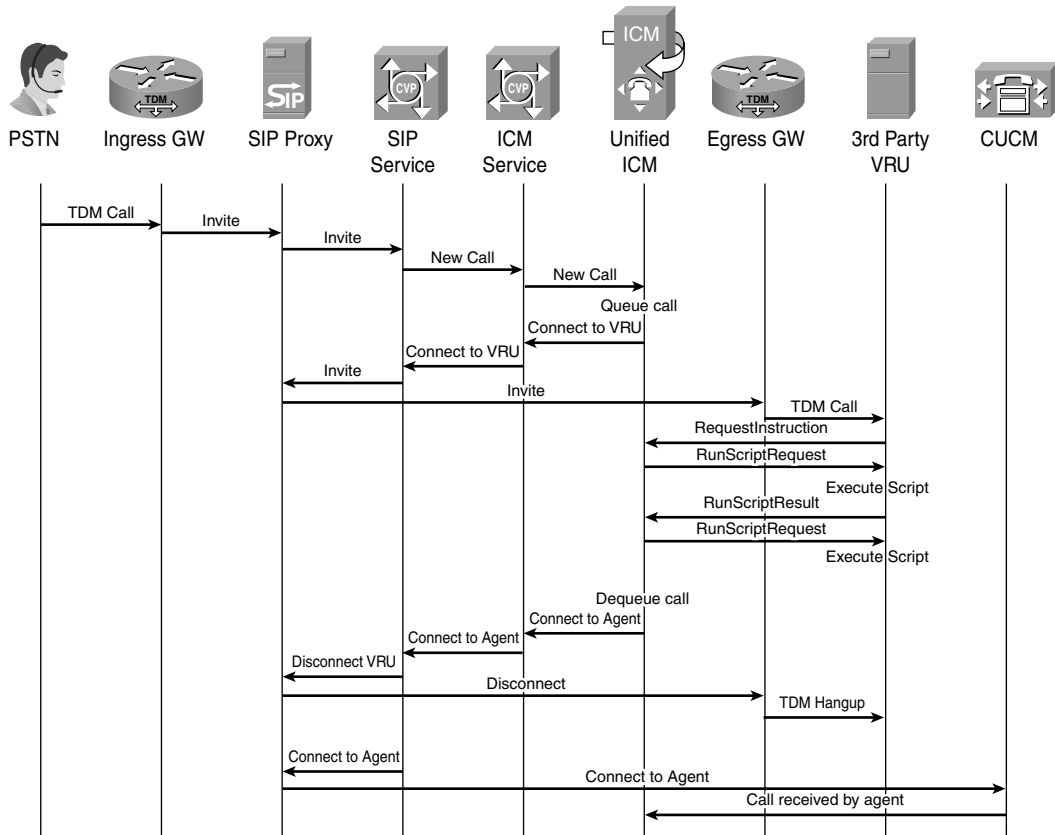 ICM
TDM
SIP
CVP
CVP
TDM
PSTN
Ingress GW
SIP Proxy
SIP
Service
ICM
Service
Unified
ICM
Egress GW
3rd Party
VRU
CUCM
TDM Call
Invite
Invite
New Call
New Call
Queue call
Connect to VRU
Connect to VRU
Invite
Invite
TDM Call
RequestInstruction
RunScriptRequest
Execute Script
RunScriptResult
RunScriptRequest
Execute Script
Dequeue call
Connect to Agent
Connect to Agent
Disconnect VRU
Disconnect
TDM Hangup
Connect to Agent
Connect to Agent
Call received by agent